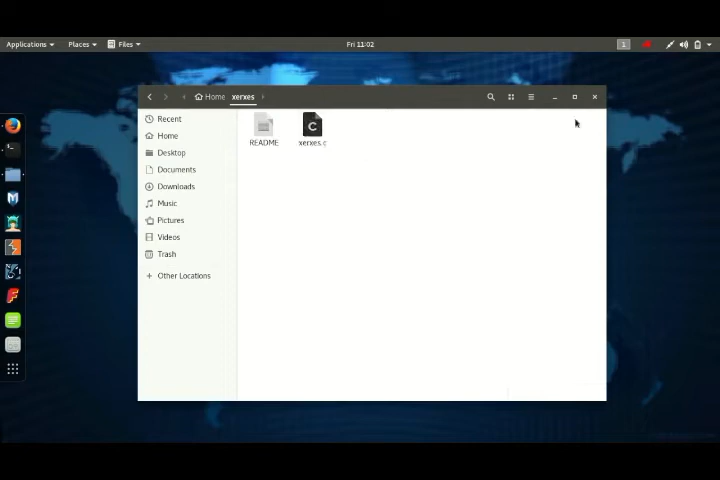 Applications Places Files Fri 11:02 1
Home xerxes
Recent
Home
Desktop
Documents
Downloads
Music
Pictures
Videos
Trash
Other Locations
README xerxes.c